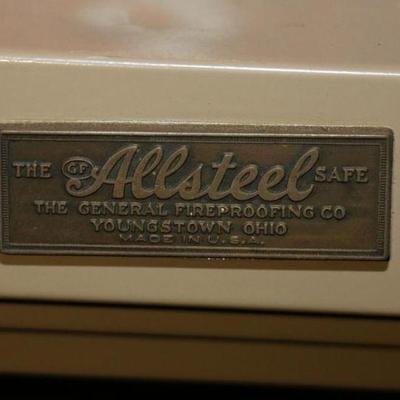 THE GF Allsteel SAFE
THE GENERAL FIREPROOFING CO
YOUNGSTOWN OHIO
MADE IN U.S.A.